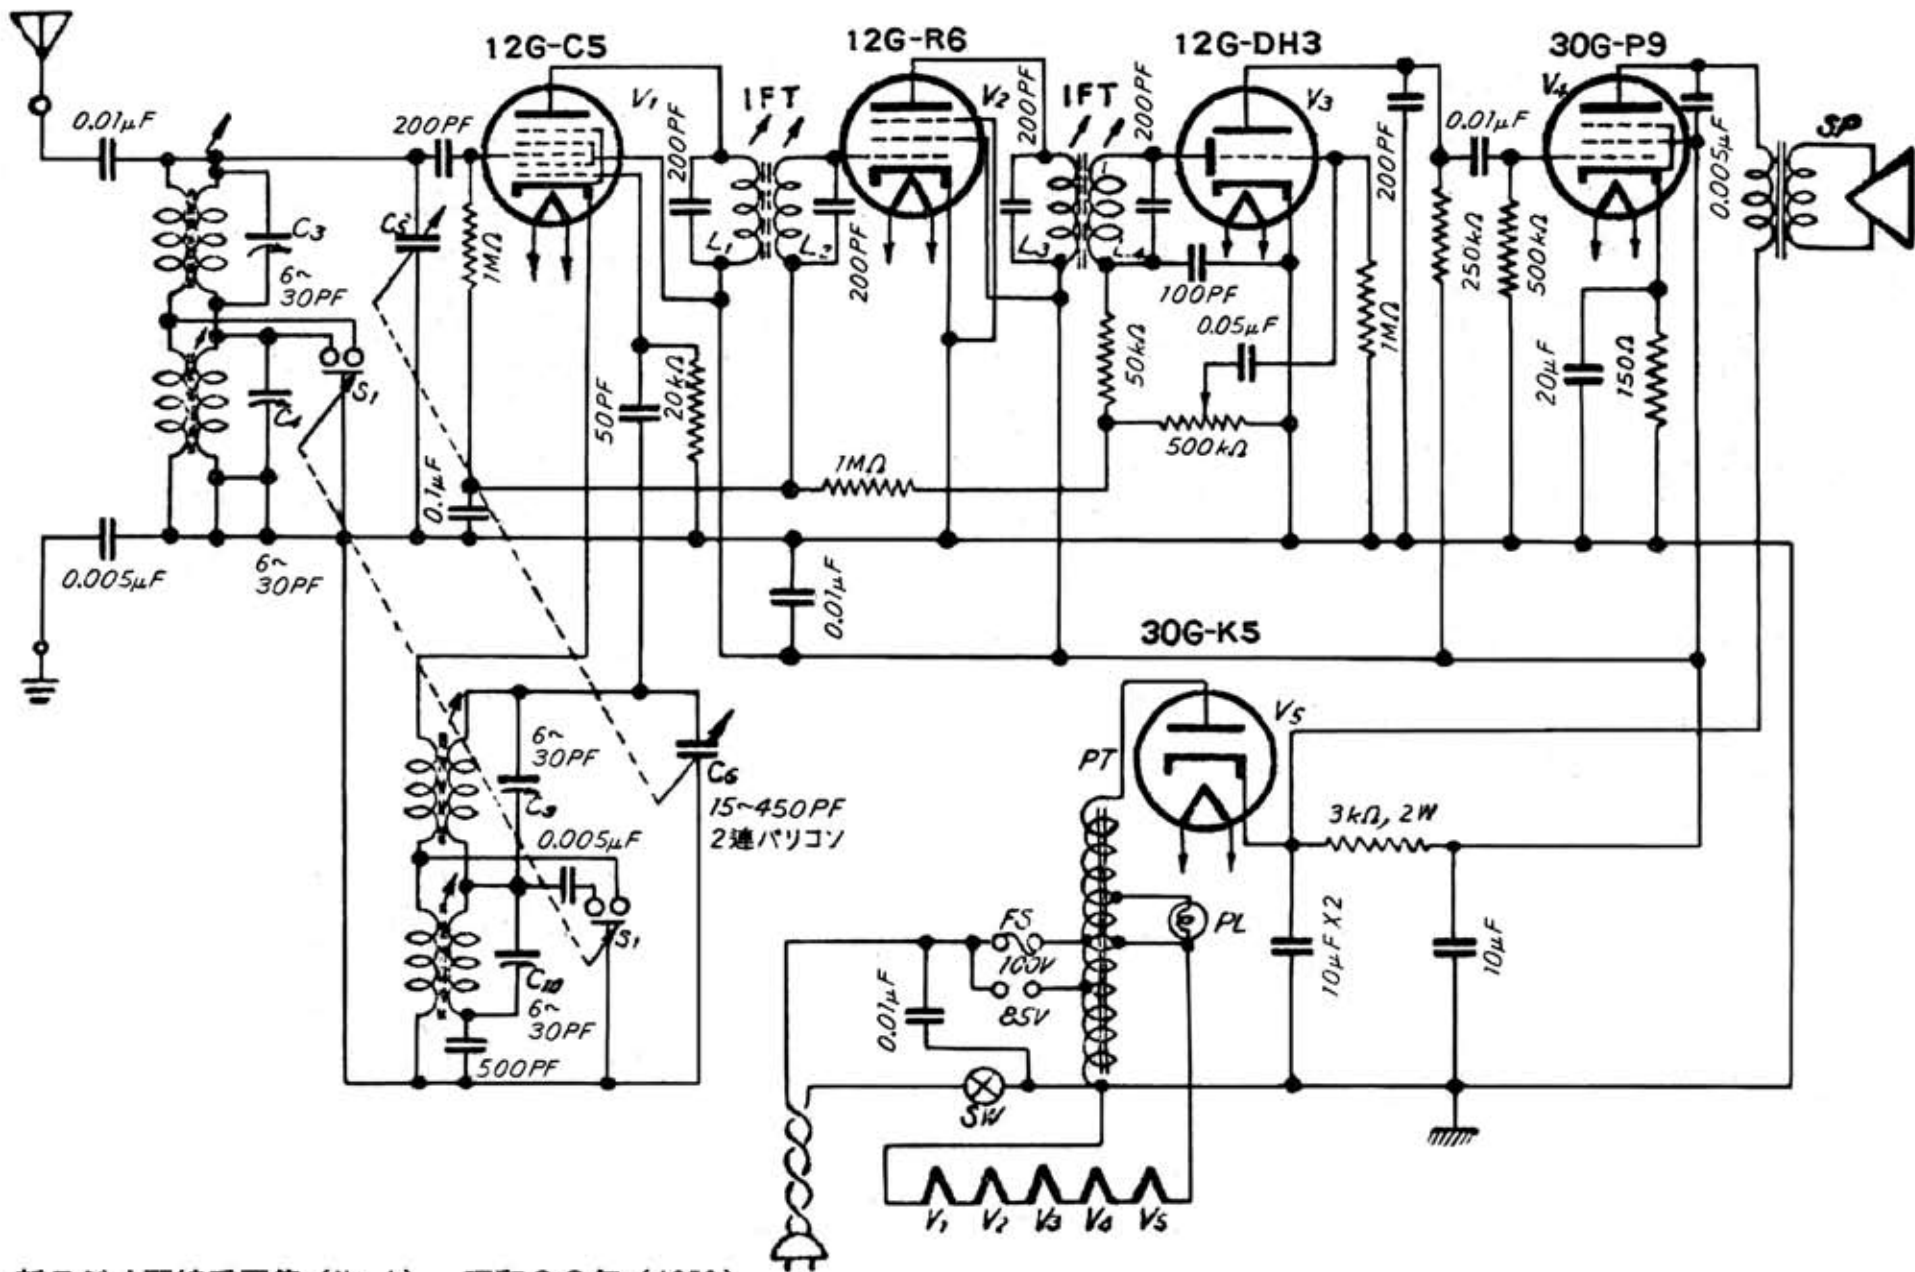 12G-C5
12G-R6
12G-DH3
30G-P9
V1
V2
V3
V4
0.01μF
200PF
200PF
IFT
200PF
IFT
200PF
200PF
0.01μF
0.005μF
SP
C3
6~
30PF
C5
1MΩ
L1
L2
200PF
L3
L4
100PF
1MΩ
250kΩ
500kΩ
0.05μF
50kΩ
500kΩ
20μF
150Ω
C4
S1
50PF
20kΩ
0.1μF
1MΩ
0.005μF
6~
30PF
0.01μF
30G-K5
V5
PT
6~
30PF
C9
C6
15~450PF
2連バリコン
0.005μF
S1
C10
6~
30PF
500PF
3kΩ, 2W
FS
100V
85V
PL
0.01μF
10μF X2
10μF
SW
V1
V2
V3
V4
V5